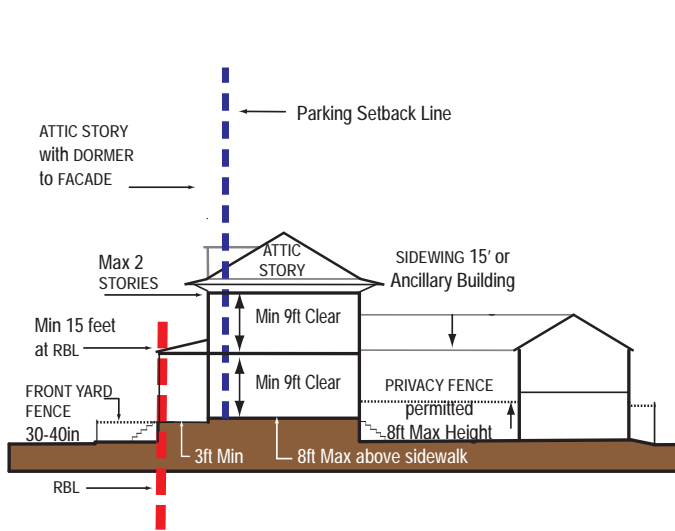 Parking Setback Line
ATTIC STORY
with DORMER
to FACADE
ATTIC
STORY
SIDEWING 15' or
Ancillary Building
Max 2
STORIES
Min 9ft Clear
Min 15 feet
at RBL
Min 9ft Clear
PRIVACY FENCE
permitted
8ft Max Height
FRONT YARD
FENCE
30-40in
3ft Min
8ft Max above sidewalk
RBL